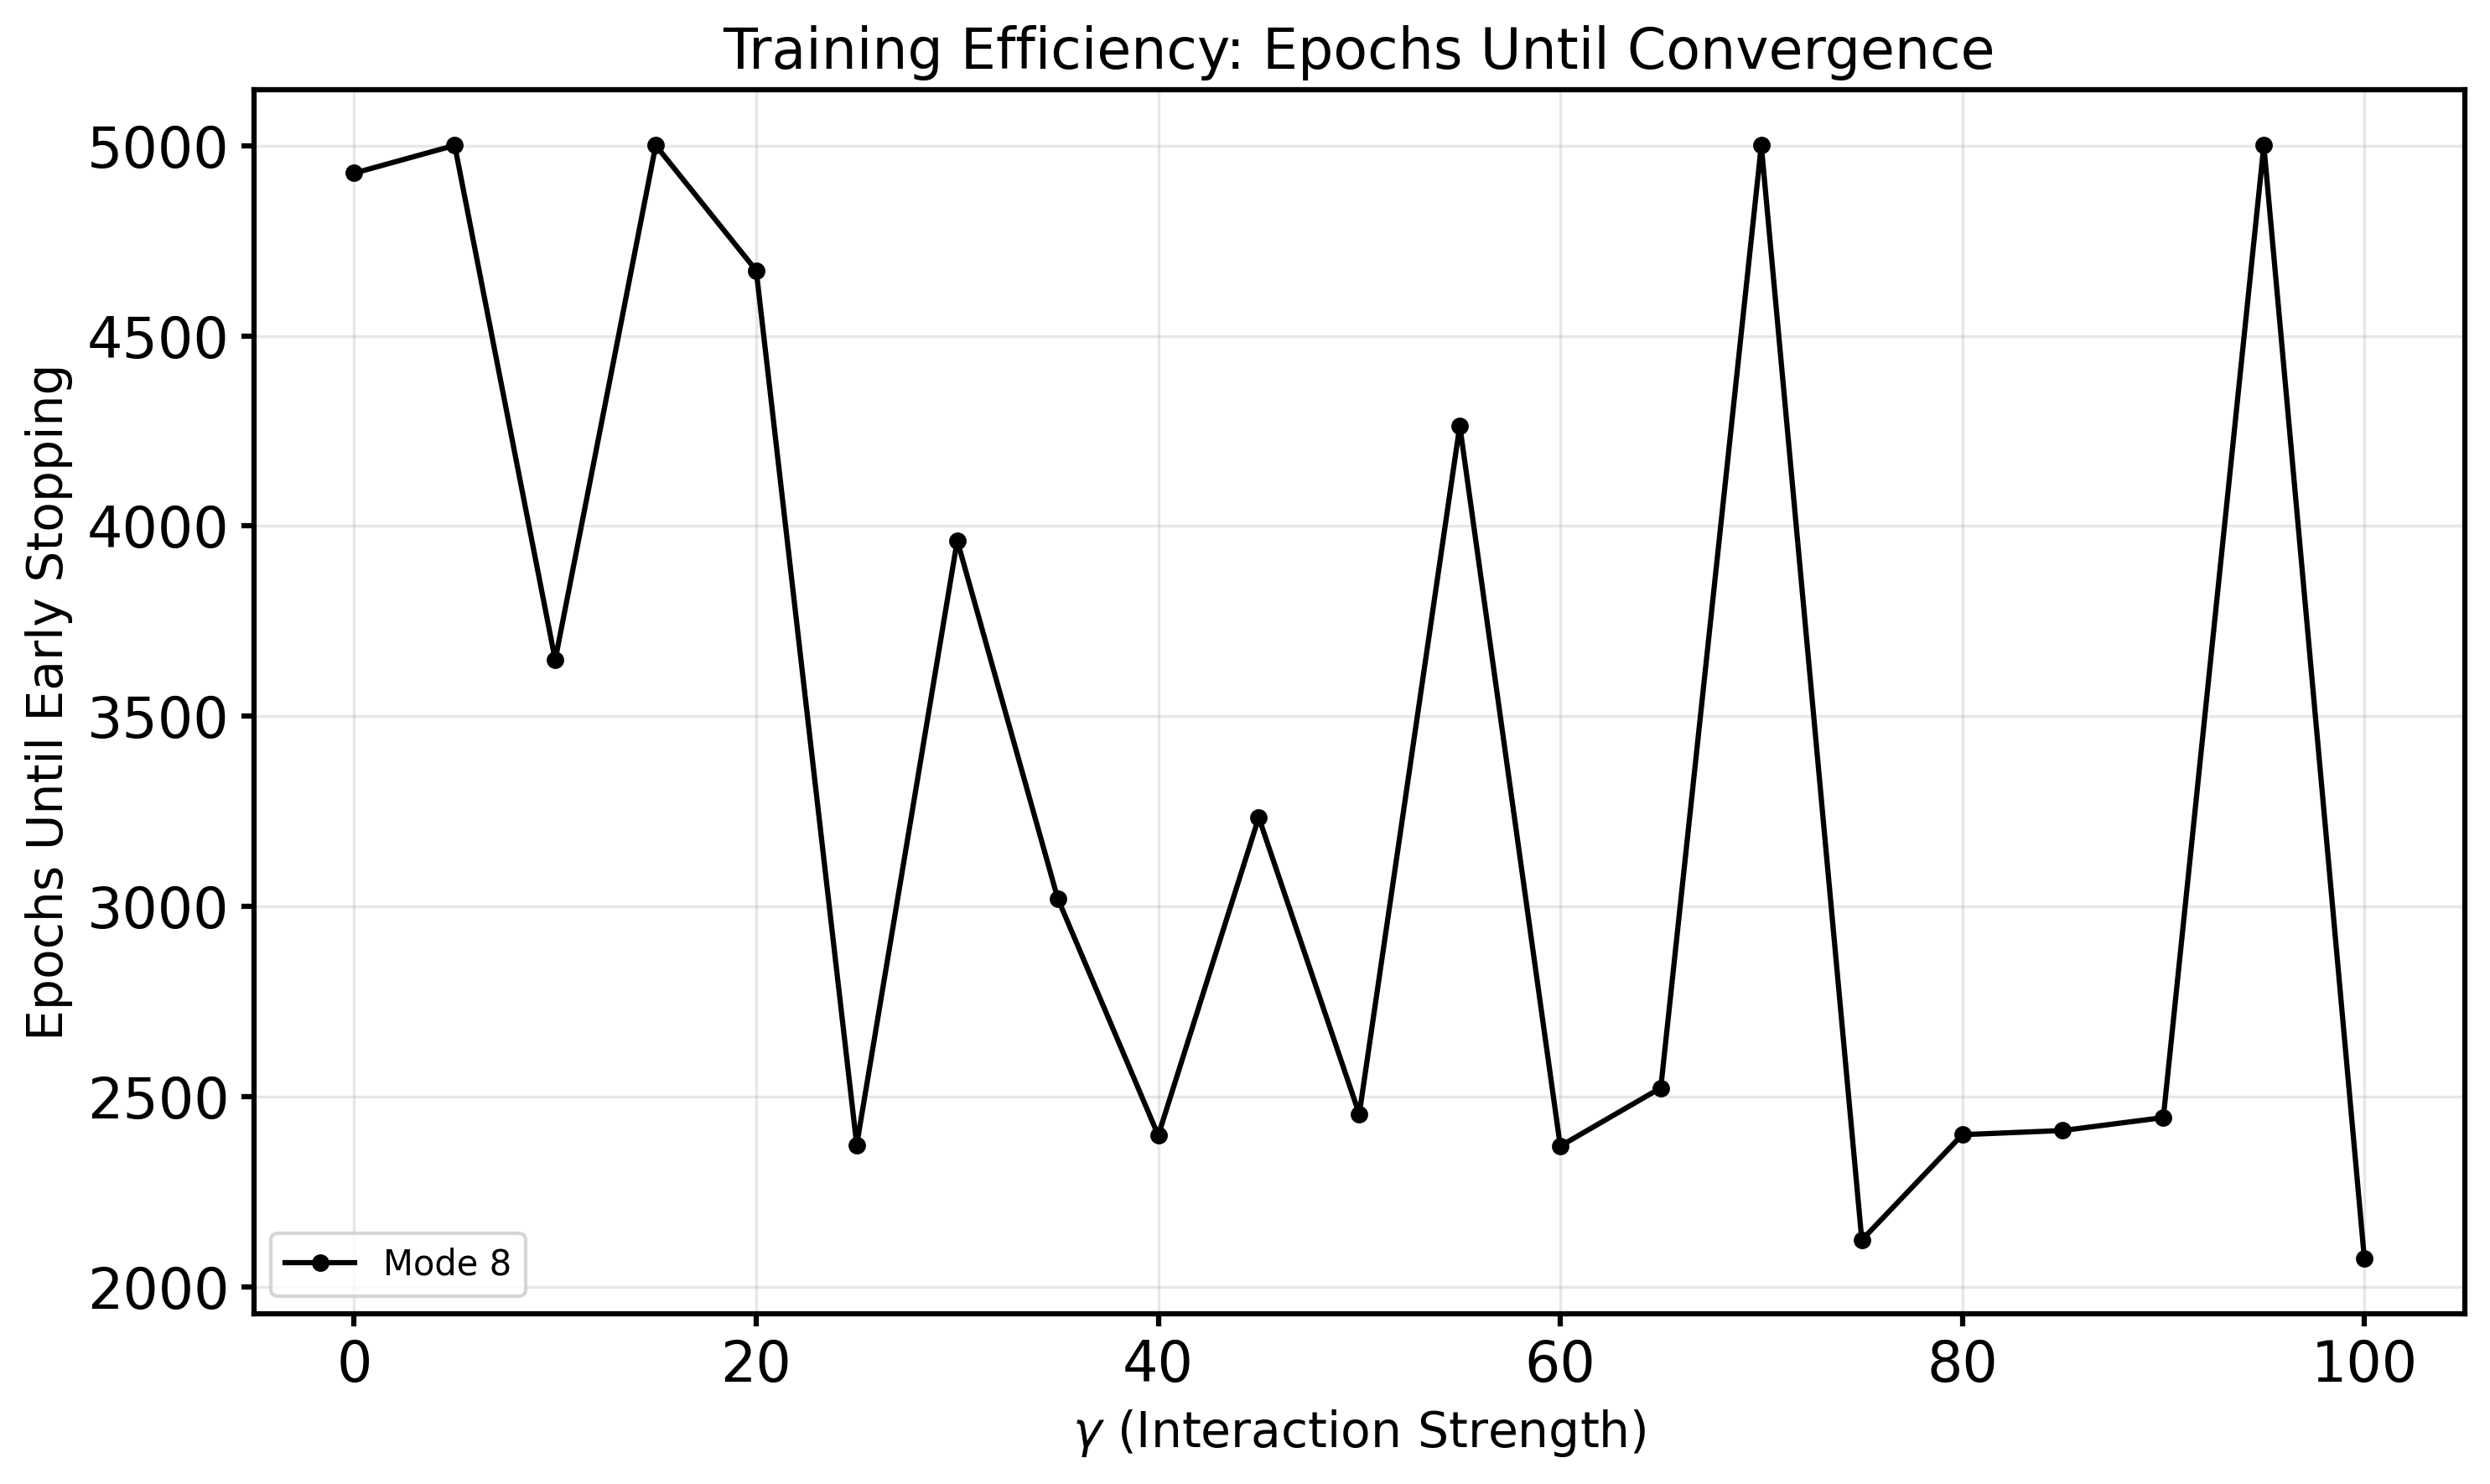 Training Efficiency: Epochs Until Convergence
Epochs Until Early Stopping
5000
4500
4000
3500
3000
2500
2000
Mode 8
0 20 40 60 80 100
γ (Interaction Strength)